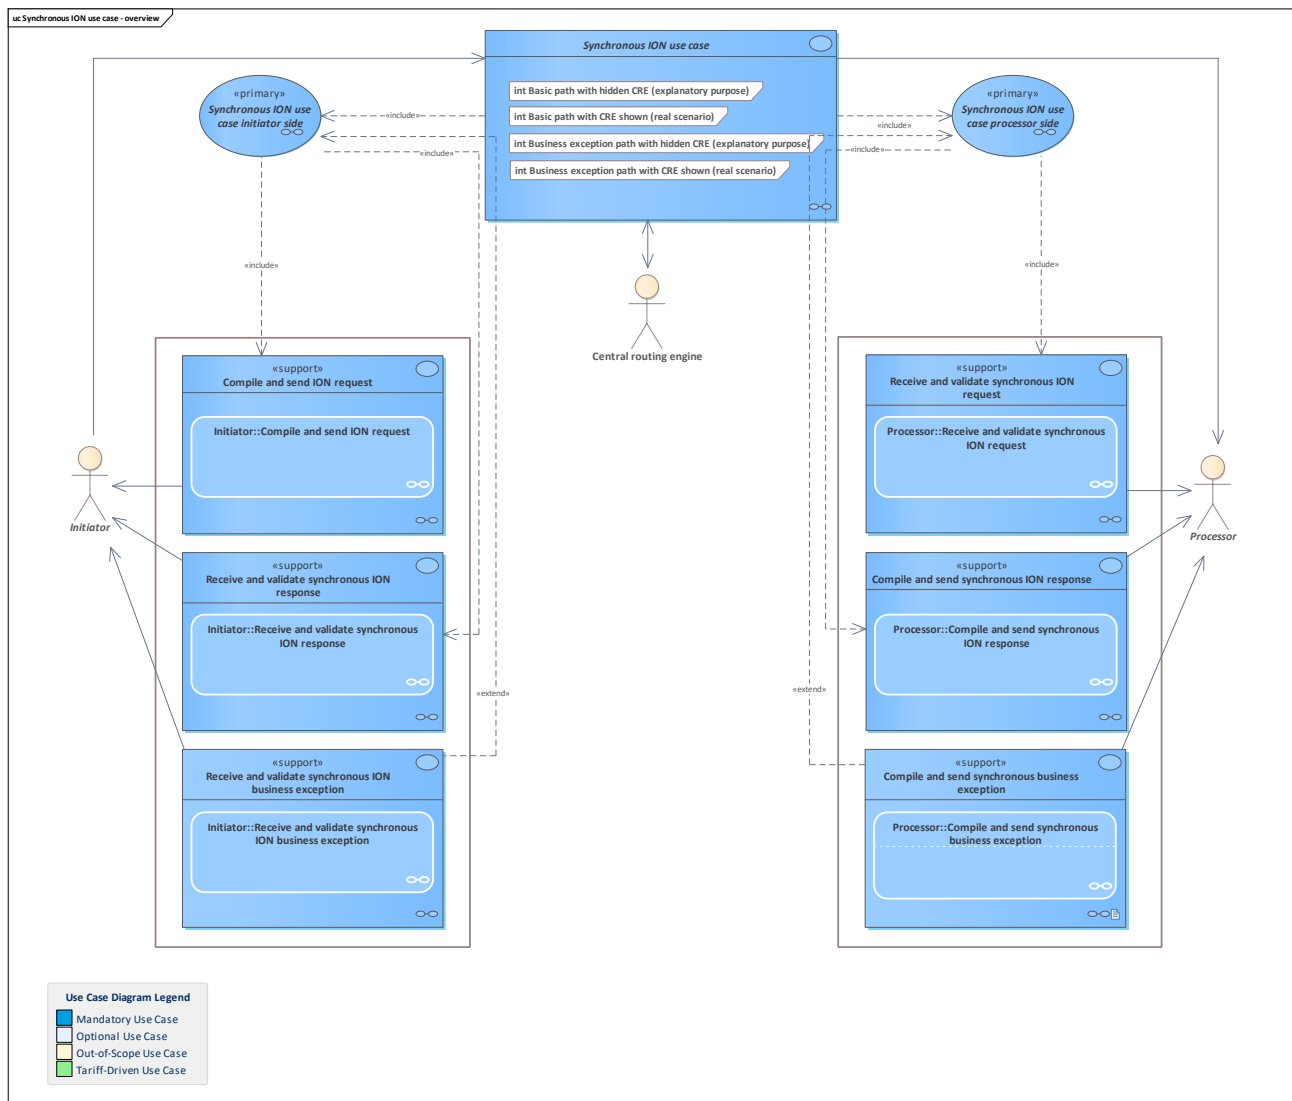 uc Synchronous ION use case - overview
Synchronous ION use case
int Basic path with hidden CRE (explanatory purpose)
int Basic path with CRE shown (real scenario)
int Business exception path with hidden CRE (explanatory purpose)
int Business exception path with CRE shown (real scenario)
«primary»
Synchronous ION use
case initiator side
«primary»
Synchronous ION use
case processor side
«include»
«include»
«include»
«include»
«include»
«include»
Central routing engine
«support»
Compile and send ION request
Initiator::Compile and send ION request
«support»
Receive and validate synchronous ION
response
Initiator::Receive and validate synchronous
ION response
«support»
Receive and validate synchronous ION
business exception
Initiator::Receive and validate synchronous
ION business exception
Initiator
«extend»
«extend»
«support»
Receive and validate synchronous ION
request
Processor::Receive and validate synchronous
ION request
«support»
Compile and send synchronous ION response
Processor::Compile and send synchronous
ION response
«support»
Compile and send synchronous business
exception
Processor::Compile and send synchronous
business exception
Processor
Use Case Diagram Legend
Mandatory Use Case
Optional Use Case
Out-of-Scope Use Case
Tariff-Driven Use Case